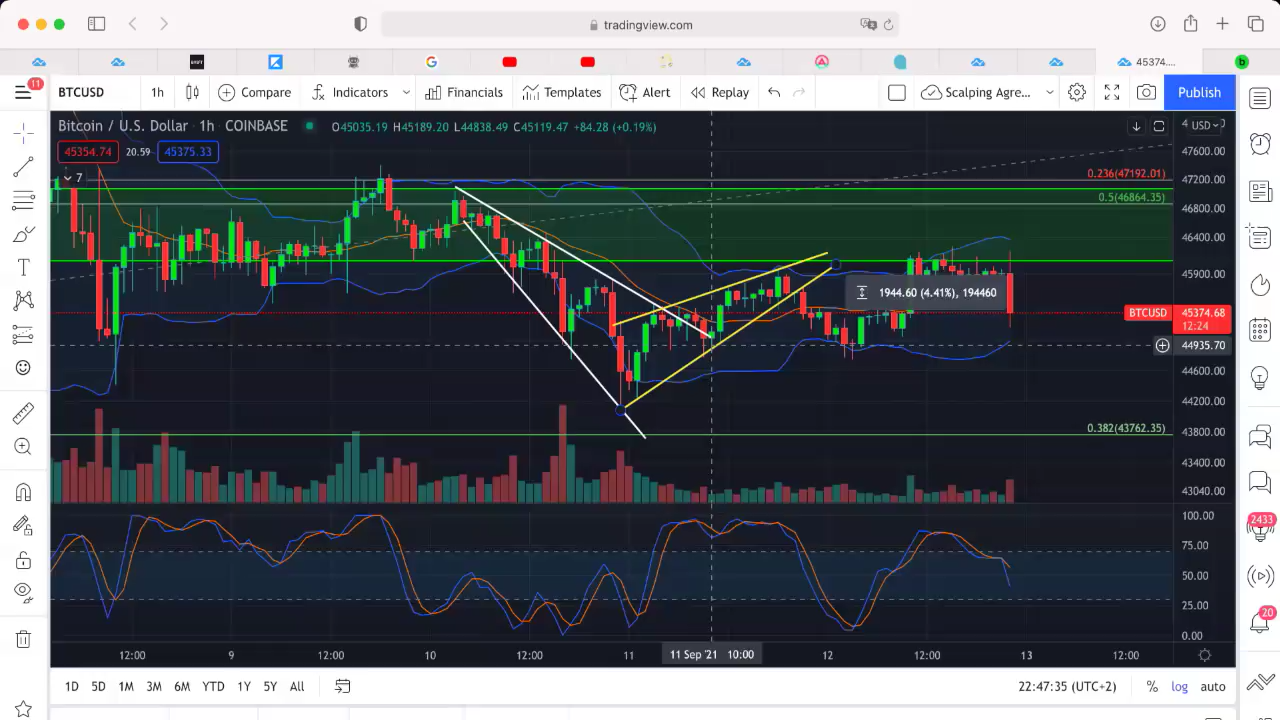 tradingview.com
45374....
11
BTCUSD 1h Compare Indicators Financials Templates Alert Replay Scalping Agre... Publish
Bitcoin / U.S. Dollar · 1h · COINBASE O45035.19 H45189.20 L44838.49 C45119.47 +84.28 (+0.19%)
USD
45354.74 20.59 45375.33
7
47600.00
0.236(47192.01)
47200.00
0.5(46864.35)
46800.00
46400.00
45900.00
1944.60 (4.41%), 194460
BTCUSD 45374.68
12:24
44935.70
44600.00
44200.00
0.382(43762.35)
43800.00
43400.00
43040.00
100.00
75.00
50.00
25.00
0.00
2433
20
12:00 9 12:00 10 12:00 11 11 Sep '21 10:00 12 12:00 13 12:00
1D 5D 1M 3M 6M YTD 1Y 5Y All 22:47:35 (UTC+2) % log auto